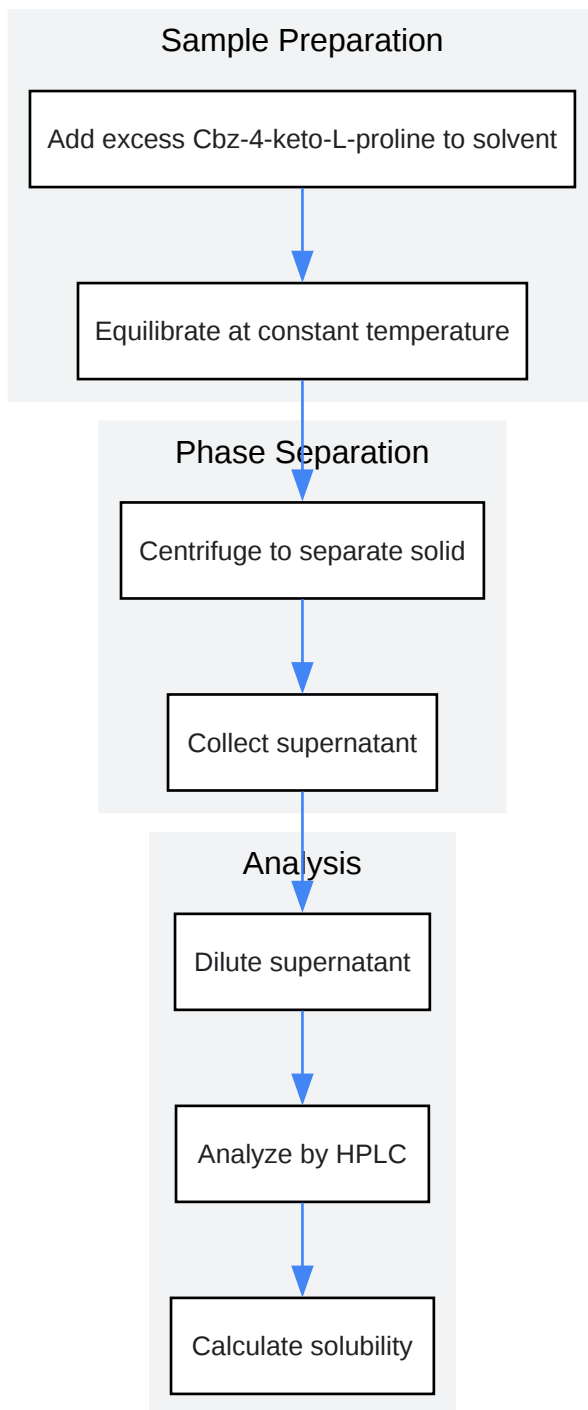 Sample Preparation
Add excess Cbz-4-keto-L-proline to solvent
Equilibrate at constant temperature
Phase Separation
Centrifuge to separate solid
Collect supernatant
Analysis
Dilute supernatant
Analyze by HPLC
Calculate solubility